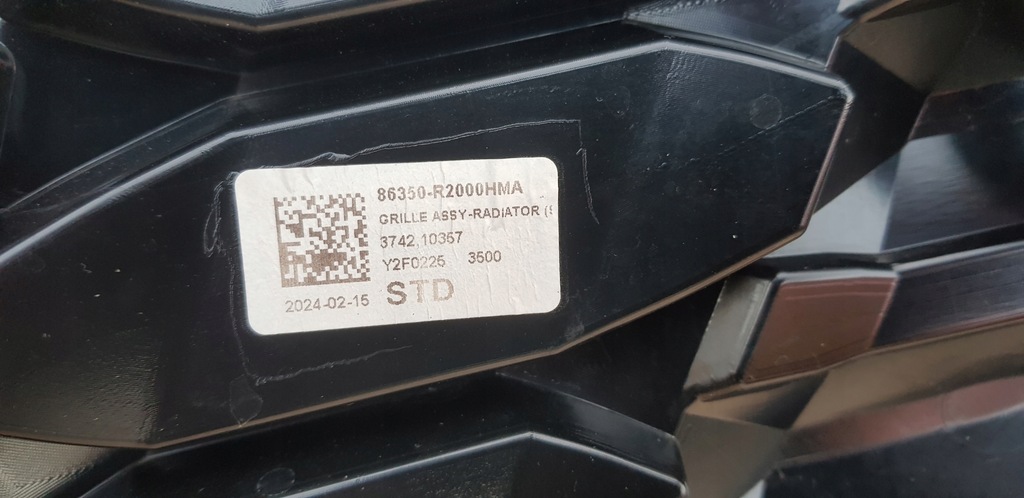 86350-R2000HMA
GRILLE ASSY-RADIATOR (S
3742,10357
Y2F0225 3500
2024-02-15 STD